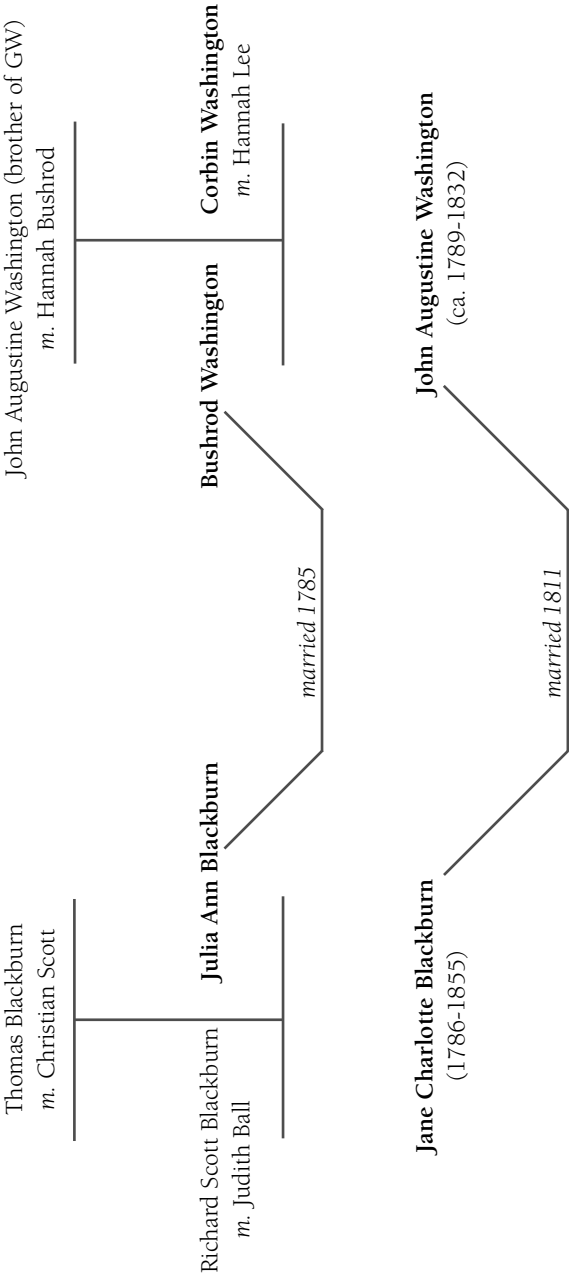 Thomas Blackburn
m. Christian Scott
John Augustine Washington (brother of GW)
m. Hannah Bushrod
Richard Scott Blackburn
m. Judith Ball
Julia Ann Blackburn
Bushrod Washington
Corbin Washington
m. Hannah Lee
married 1785
Jane Charlotte Blackburn
(1786-1855)
John Augustine Washington
(ca. 1789-1832)
married 1811